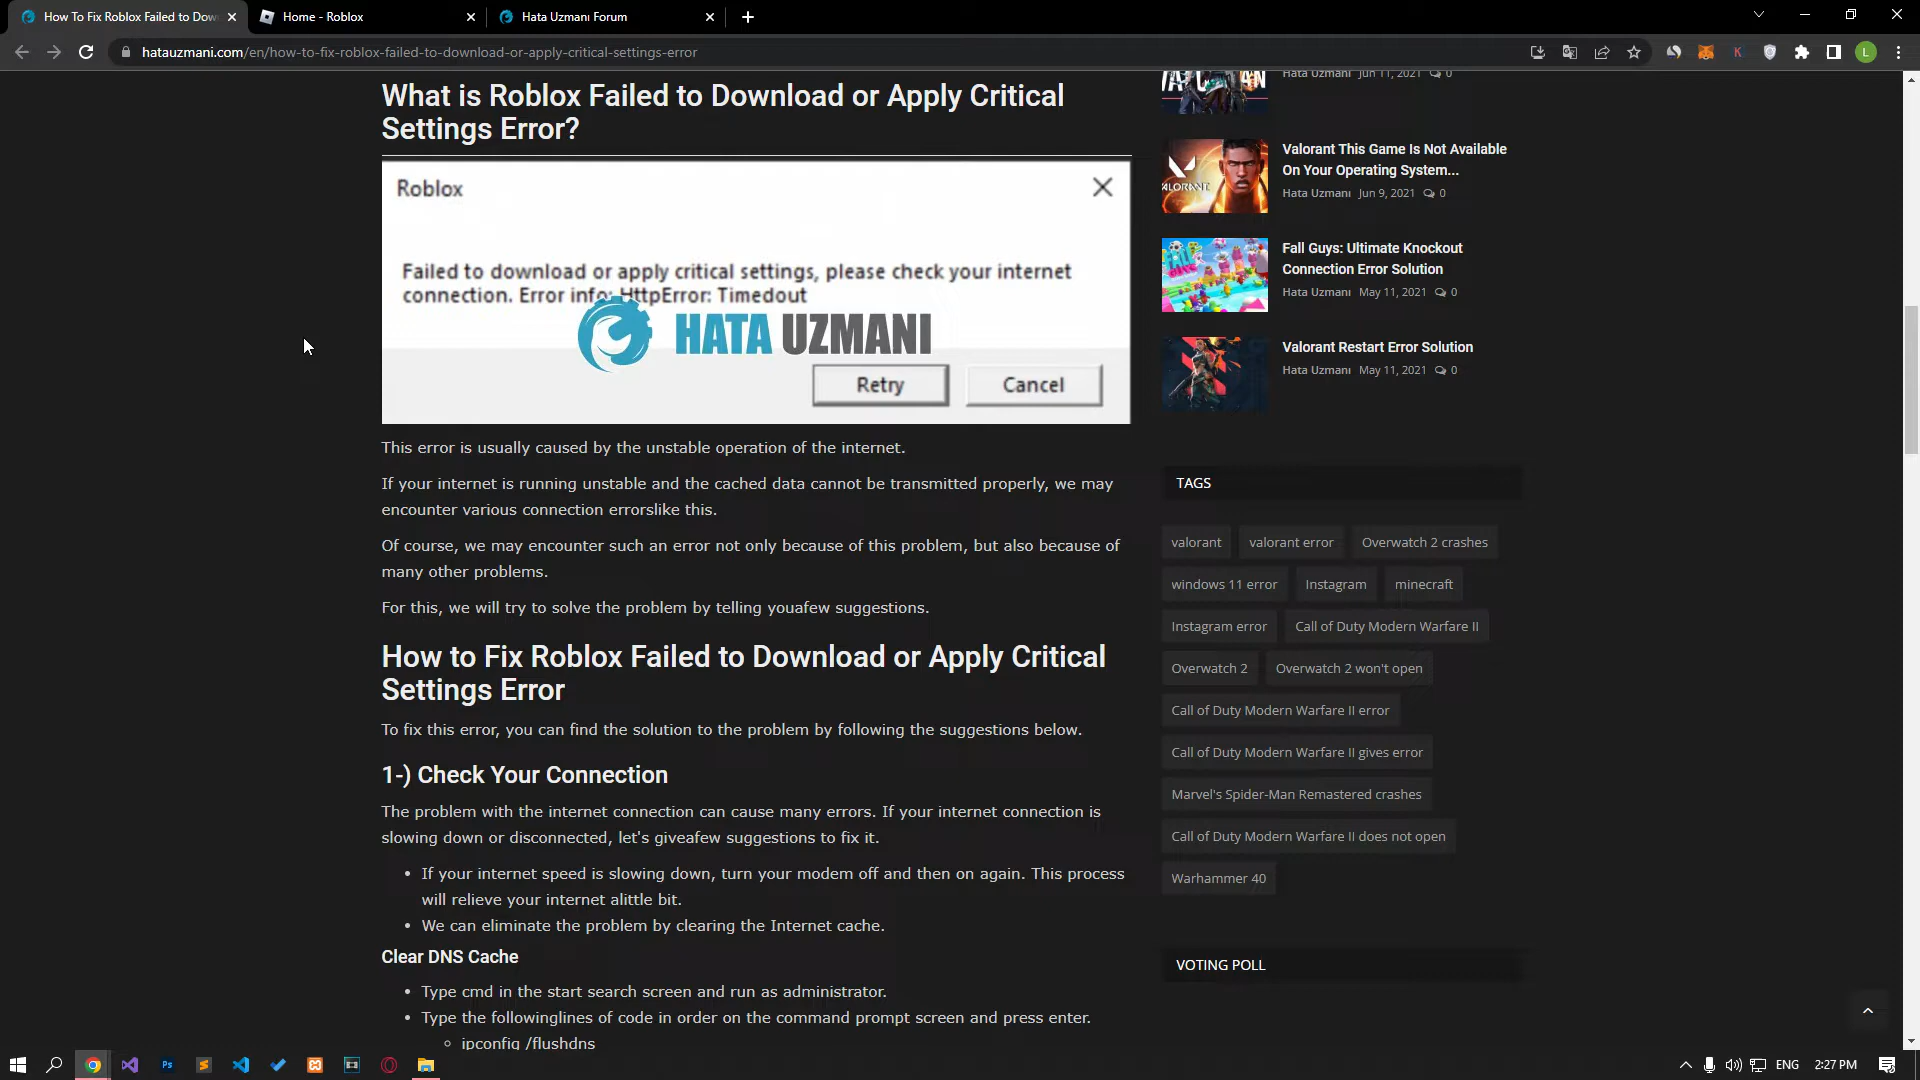 How To Fix Roblox Failed to Dow
Home - Roblox
Hata Uzmanı Forum
hatauzmani.com/en/how-to-fix-roblox-failed-to-download-or-apply-critical-settings-error
K
L
What is Roblox Failed to Download or Apply Critical
Settings Error?
Roblox
Failed to download or apply critical settings, please check your internet
connection. Error info: HttpError: Timedout
HATA UZMANI
Retry
Cancel
This error is usually caused by the unstable operation of the internet.
If your internet is running unstable and the cached data cannot be transmitted properly, we may
encounter various connection errorslike this.
Of course, we may encounter such an error not only because of this problem, but also because of
many other problems.
For this, we will try to solve the problem by telling youafew suggestions.
How to Fix Roblox Failed to Download or Apply Critical
Settings Error
To fix this error, you can find the solution to the problem by following the suggestions below.
1-) Check Your Connection
The problem with the internet connection can cause many errors. If your internet connection is
slowing down or disconnected, let's giveafew suggestions to fix it.
• If your internet speed is slowing down, turn your modem off and then on again. This process
will relieve your internet alittle bit.
• We can eliminate the problem by clearing the Internet cache.
Clear DNS Cache
• Type cmd in the start search screen and run as administrator.
• Type the followinglines of code in order on the command prompt screen and press enter.
◦ ipconfig /flushdns
Hata Uzmanı Jun 11, 2021 0
VALORANT
Valorant This Game Is Not Available
On Your Operating System...
Hata Uzmanı Jun 9, 2021 0
Fall Guys: Ultimate Knockout
Connection Error Solution
Hata Uzmanı May 11, 2021 0
Valorant Restart Error Solution
Hata Uzmanı May 11, 2021 0
TAGS
valorant valorant error Overwatch 2 crashes
windows 11 error Instagram minecraft
Instagram error Call of Duty Modern Warfare II
Overwatch 2 Overwatch 2 won't open
Call of Duty Modern Warfare II error
Call of Duty Modern Warfare II gives error
Marvel's Spider-Man Remastered crashes
Call of Duty Modern Warfare II does not open
Warhammer 40
VOTING POLL
Ps
ENG
2:27 PM